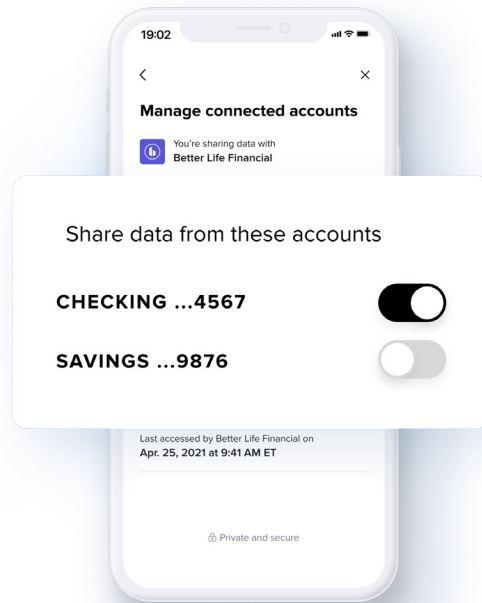 19:02
Manage connected accounts
You're sharing data with
Better Life Financial
Share data from these accounts
CHECKING ...4567
SAVINGS ...9876
Last accessed by Better Life Financial on
Apr. 25, 2021 at 9:41 AM ET
Private and secure